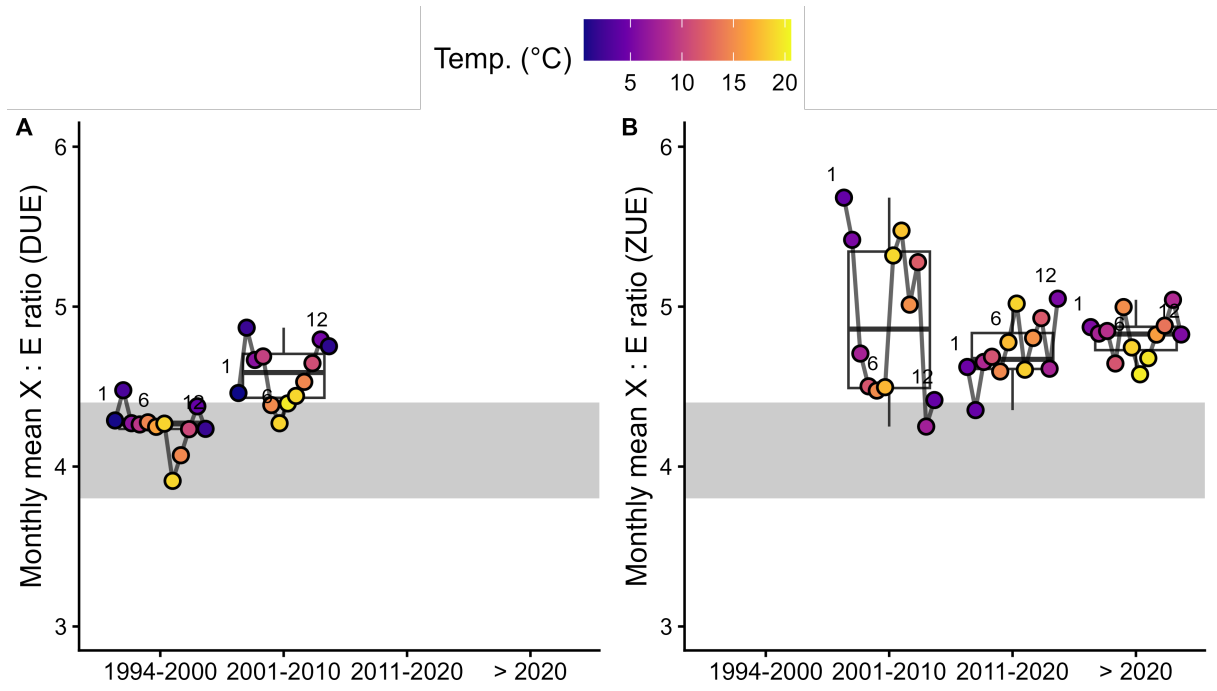 Temp. (°C)
5 10 15 20
A
Monthly mean X : E ratio (DUE)
6
5
4
3
1 6 12
1 6 12
1994-2000 2001-2010 2011-2020 > 2020
B
Monthly mean X : E ratio (ZUE)
6
5
4
3
1 6 12
1 6 12
1 6 12
1994-2000 2001-2010 2011-2020 > 2020